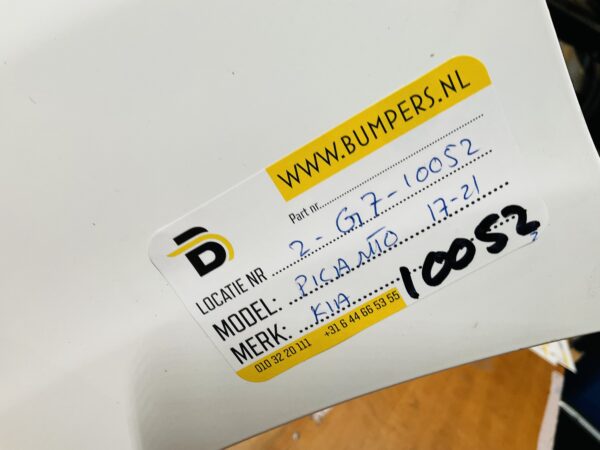 WWW.BUMPERS.NL
Part nr.
LOCATIE NR 2-G7-10052
MODEL: PICANTO 17-21
MERK: KIA 10052
010 32 20 111 +31 6 44 66 53 55